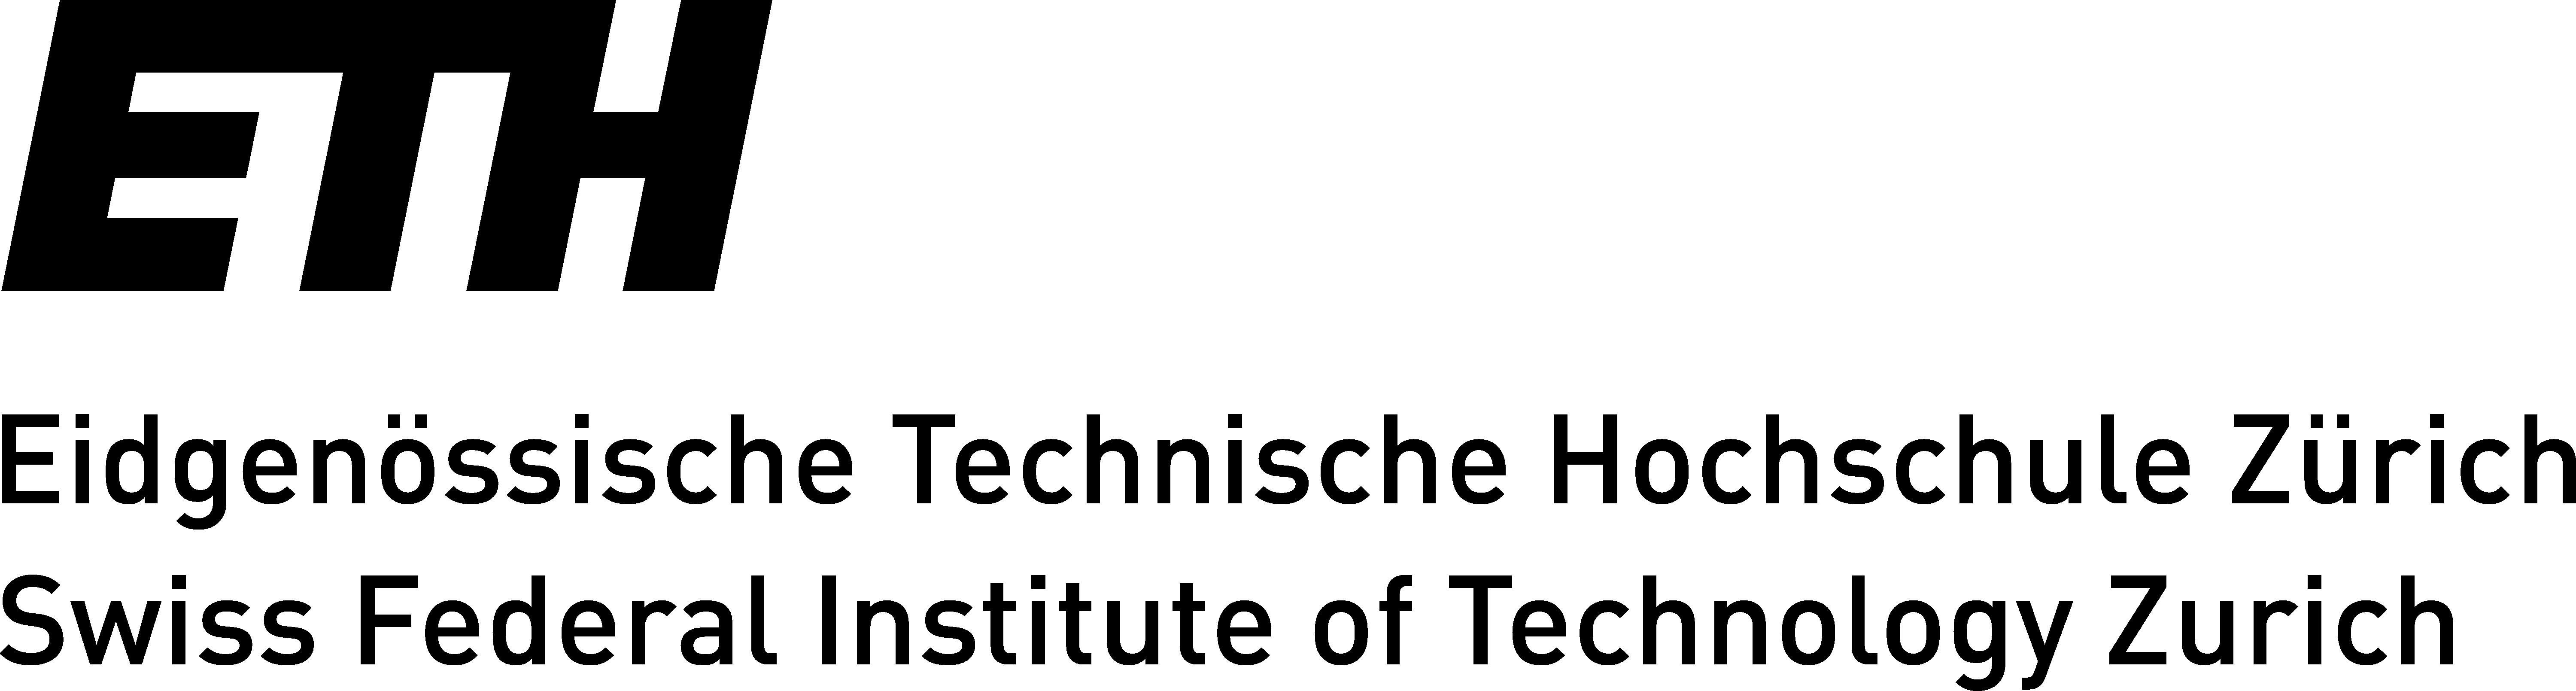 ETH
Eidgenössische Technische Hochschule Zürich
Swiss Federal Institute of Technology Zurich